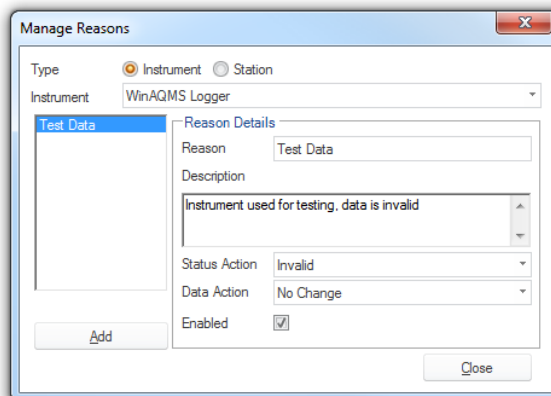 Manage Reasons
Type Instrument Station
Instrument WinAQMS Logger
Test Data
Reason Details
Reason Test Data
Description
Instrument used for testing, data is invalid
Status Action Invalid
Data Action No Change
Enabled
Add
Close